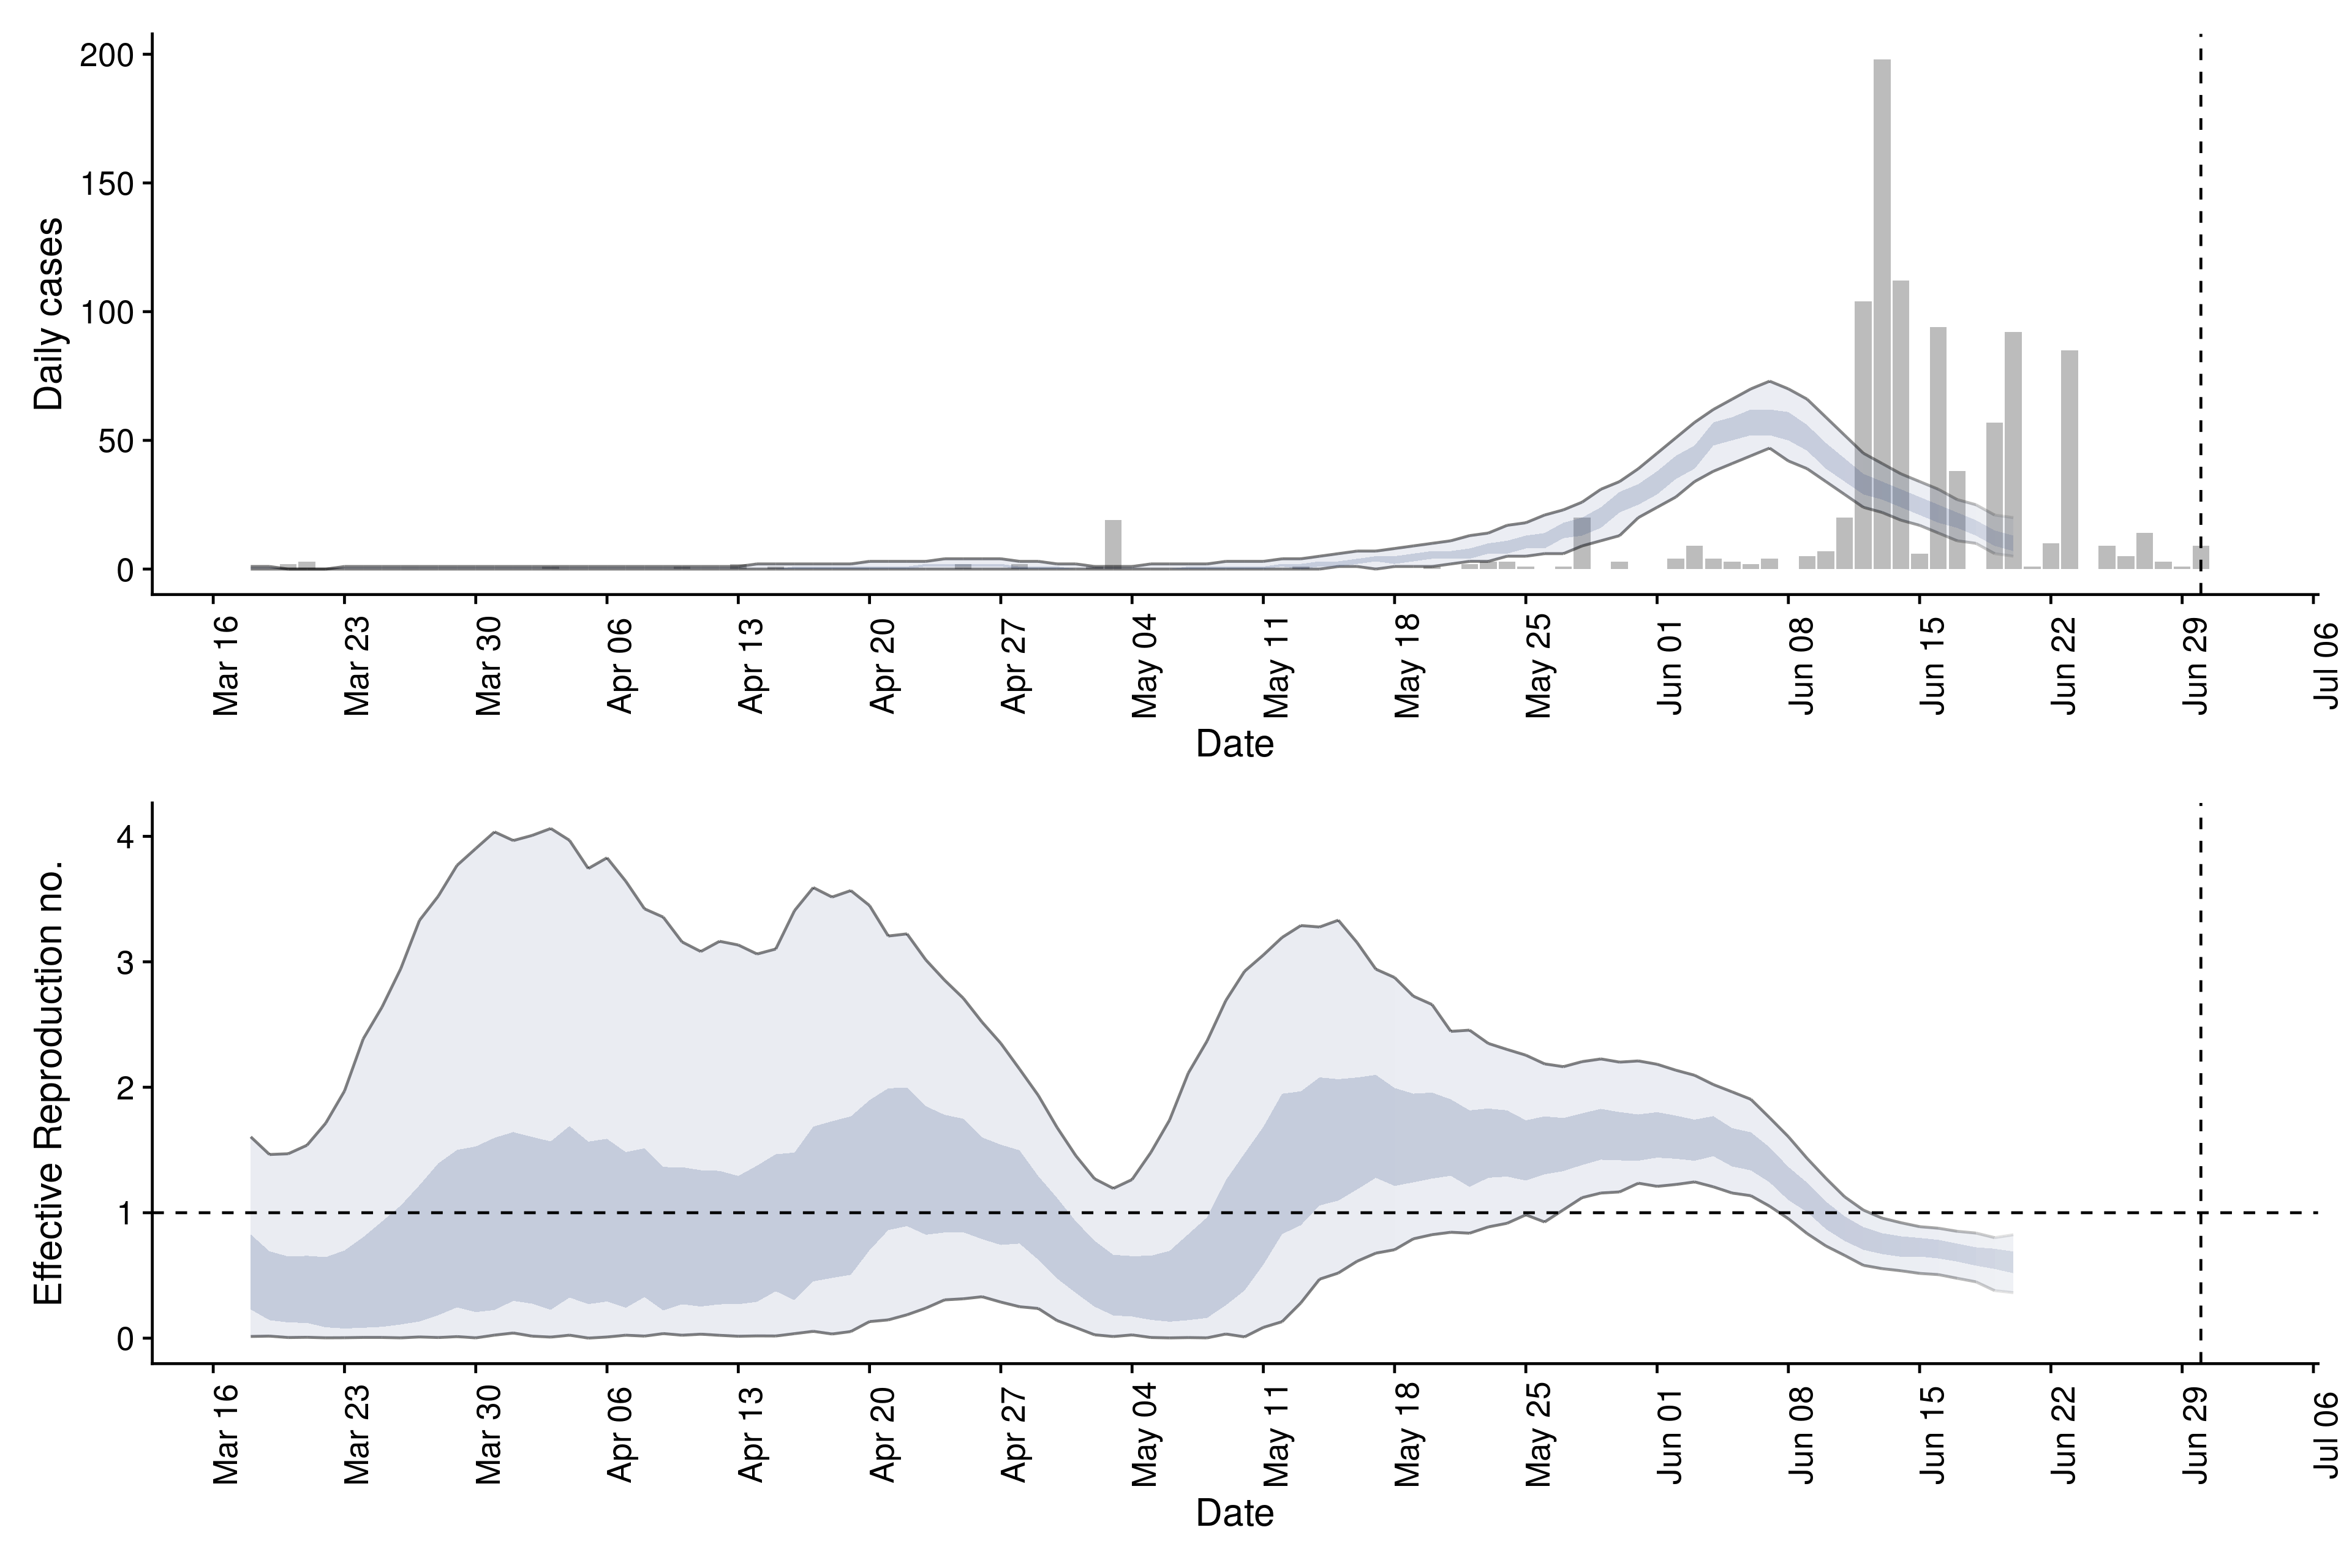 Daily cases
200
150
100
50
0
Mar 16
Mar 23
Mar 30
Apr 06
Apr 13
Apr 20
Apr 27
May 04
May 11
May 18
May 25
Jun 01
Jun 08
Jun 15
Jun 22
Jun 29
Jul 06
Date
Effective Reproduction no.
4
3
2
1
0
Mar 16
Mar 23
Mar 30
Apr 06
Apr 13
Apr 20
Apr 27
May 04
May 11
May 18
May 25
Jun 01
Jun 08
Jun 15
Jun 22
Jun 29
Jul 06
Date